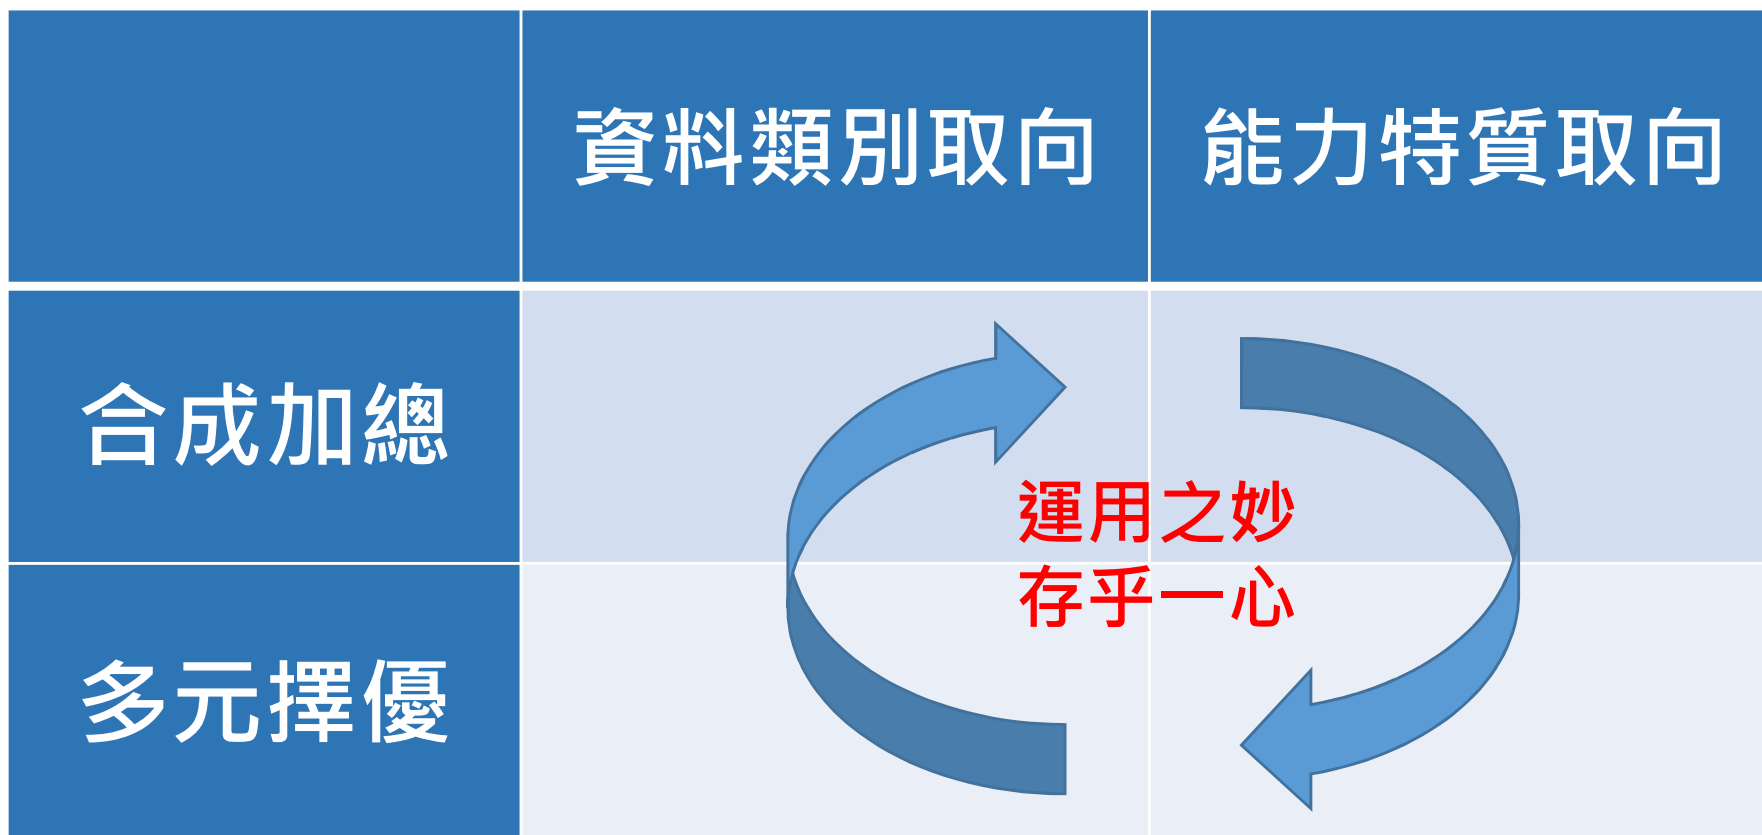 資料類別取向
能力特質取向
合成加總
運用之妙
存乎一心
多元擇優